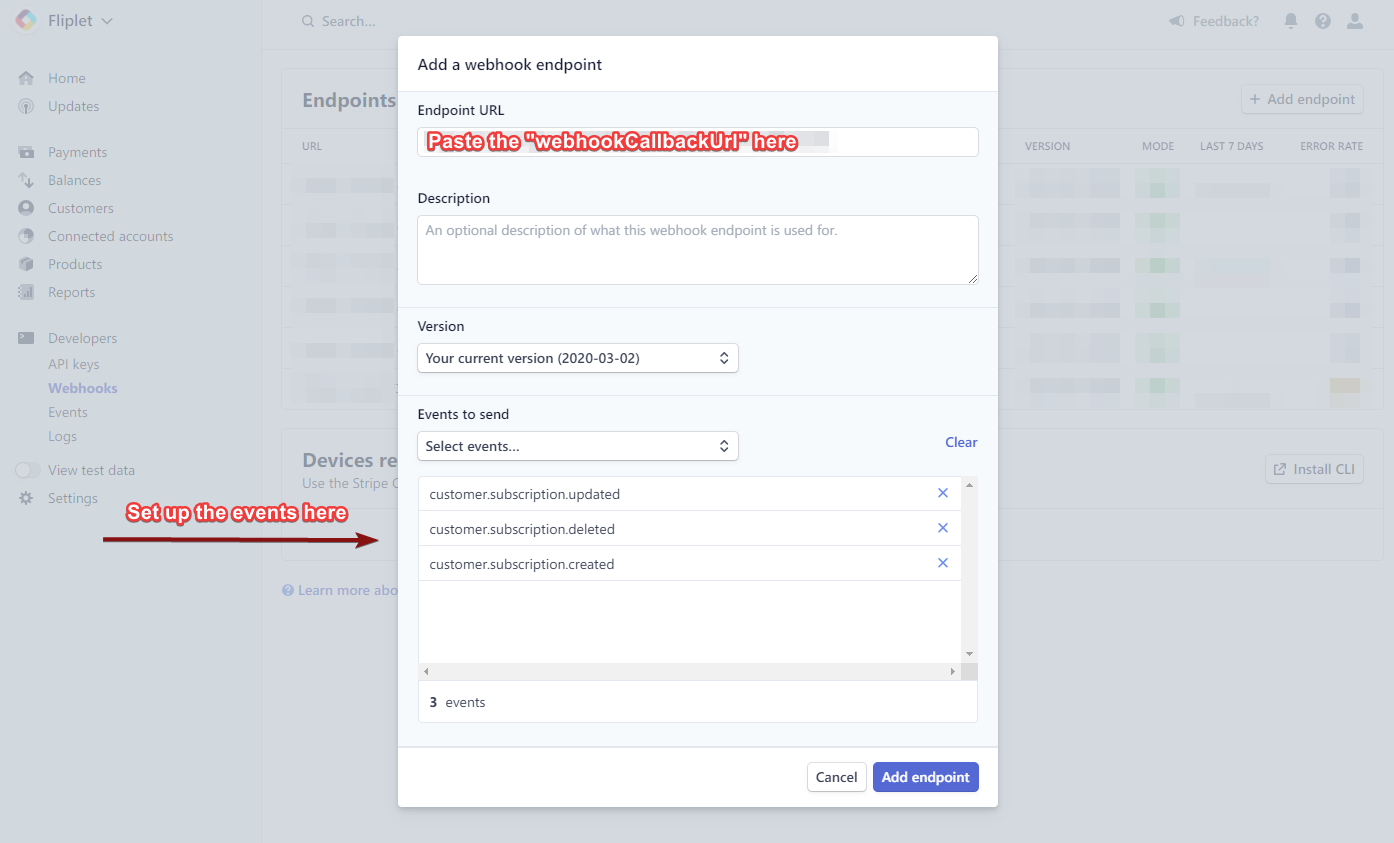 Fliplet
Search...
Feedback?
Home
Updates
Payments
Balances
Customers
Connected accounts
Products
Reports
Developers
API keys
Webhooks
Events
Logs
View test data
Settings
Endpoints
+ Add endpoint
URL
VERSION MODE LAST 7 DAYS ERROR RATE
Devices re
Use the Stripe C
Install CLI
Learn more abo
Set up the events here
Add a webhook endpoint
Endpoint URL
Paste the "webhookCallbackUrl" here
Description
An optional description of what this webhook endpoint is used for.
Version
Your current version (2020-03-02)
Events to send
Select events...
Clear
customer.subscription.updated
customer.subscription.deleted
customer.subscription.created
3 events
Cancel
Add endpoint